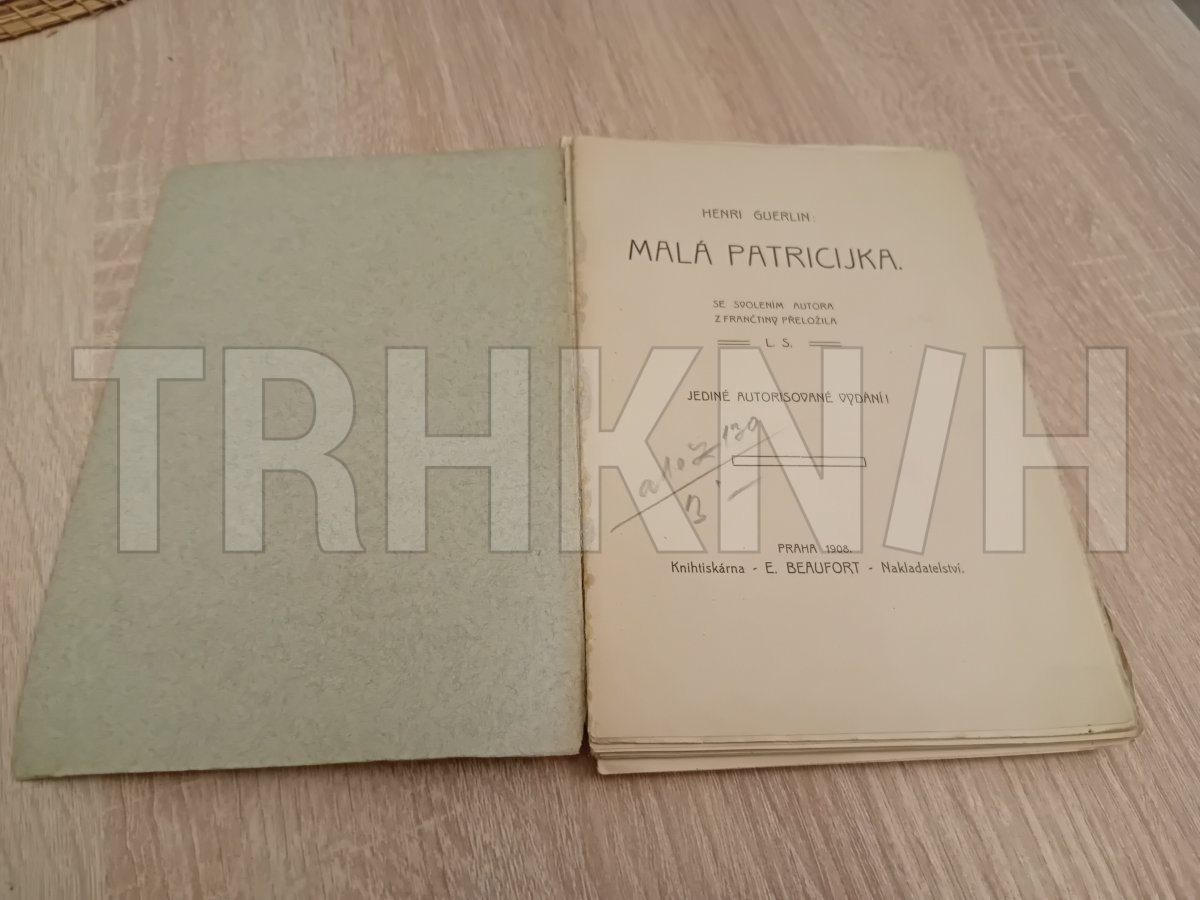 HENRI GUERLIN:
MALÁ PATRICIJKA.
SE SVOLENÍM AUTORA
Z FRANČTINY PŘELOŽILA
L. S.
JEDINÉ AUTORISOVANÉ VYDÁNÍ!
PRAHA 1908.
Knihtiskárna - E. BEAUFORT - Nakladatelství.
TRHKNIH